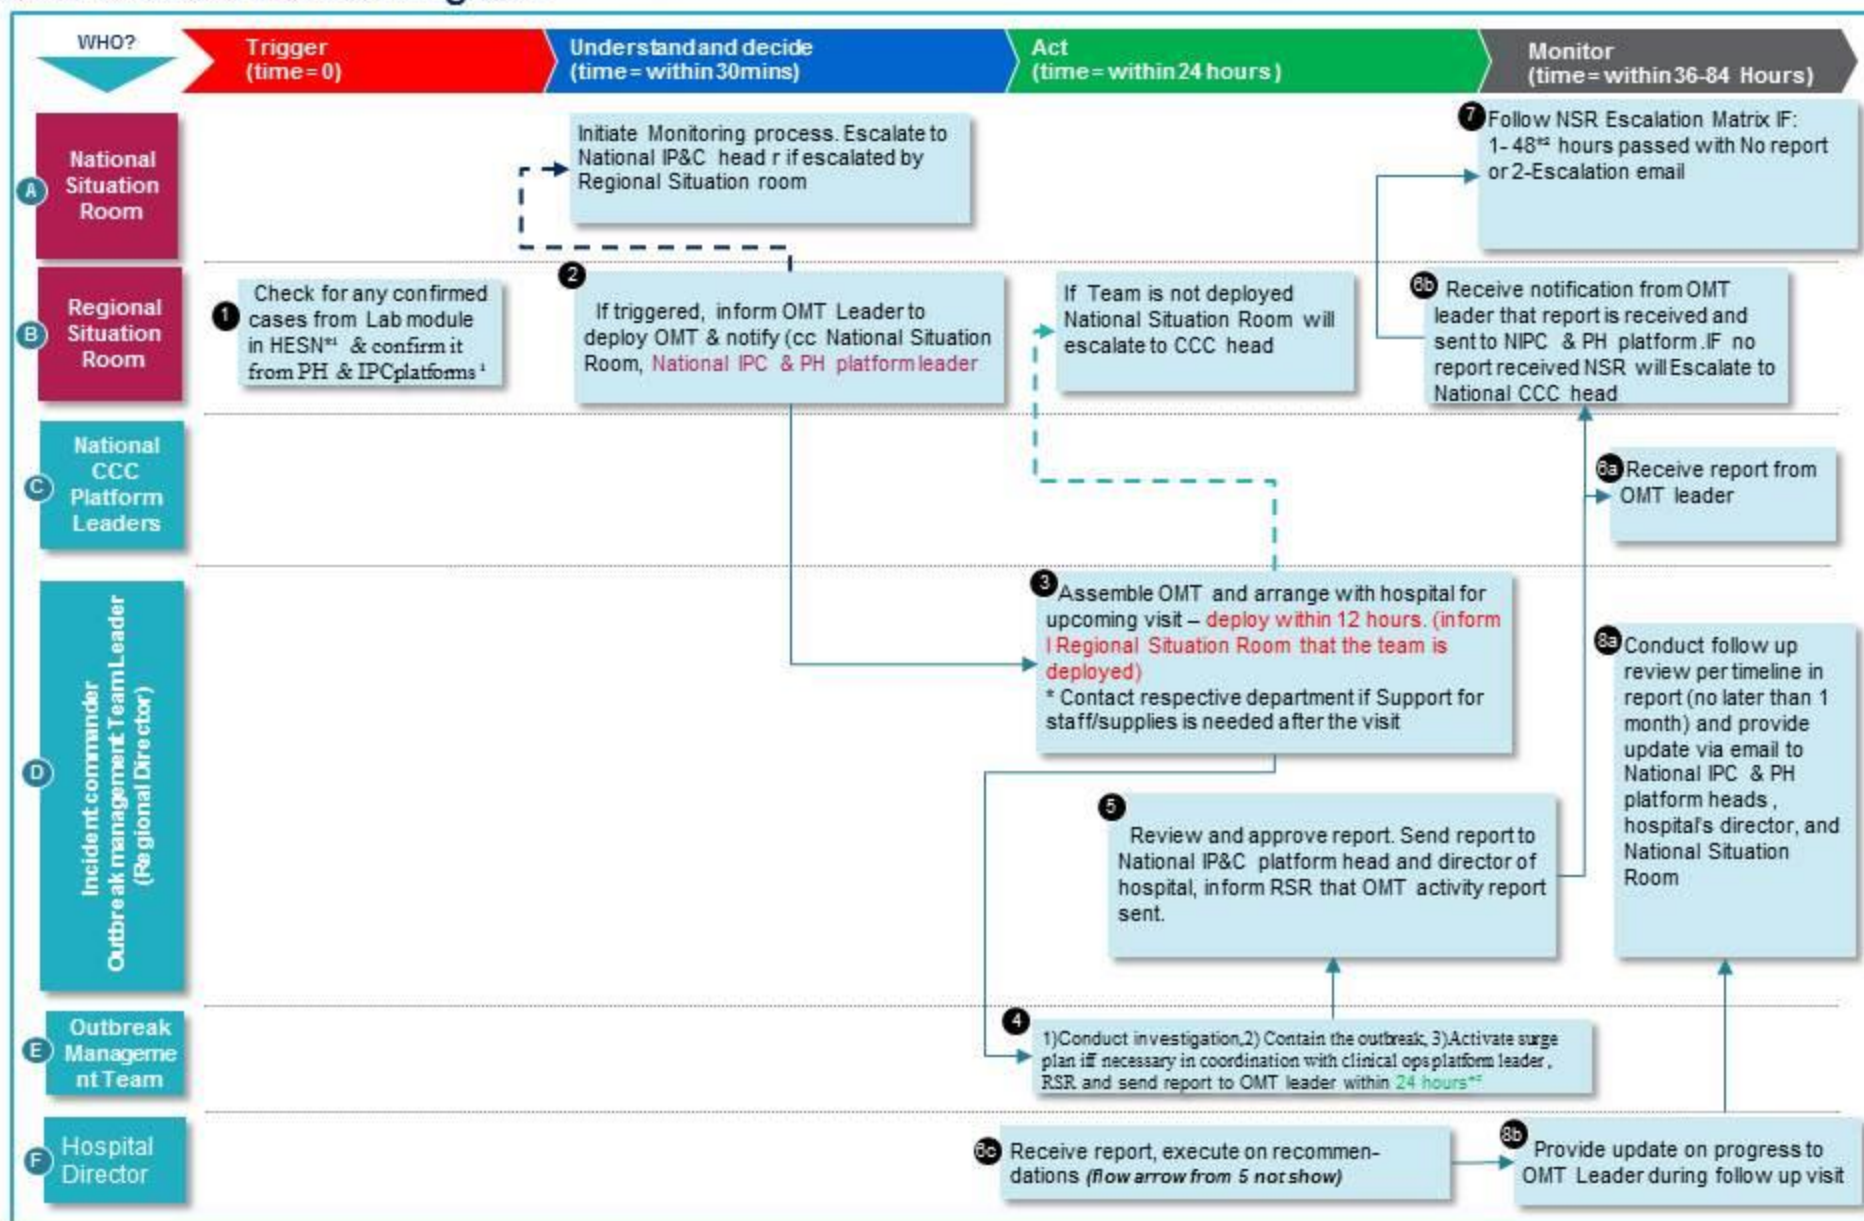 WHO?
Trigger
(time= 0)
Understand and decide
(time= within 30mins)
Act
(time= within 24 hours )
Monitor
(time= within 36-84 Hours)
A
National
Situation
Room
Initiate Monitoring process. Escalate to
National IP&C head r if escalated by
Regional Situation room
7
Follow NSR Escalation Matrix IF:
1- 48*² hours passed with No report
or 2-Escalation email
B
Regional
Situation
Room
1
Check for any confirmed
cases from Lab module
in HESN*¹ & confirm it
from PH & IPCplatforms ¹
2
If triggered, inform OMT Leader to
deploy OMT & notify (cc National Situation
Room, National IPC & PH platform leader
If Team is not deployed
National Situation Room will
escalate to CCC head
6b
Receive notification from OMT
leader that report is received and
sent to NIPC & PH platform .IF no
report received NSR will Escalate to
National CCC head
C
National
CCC
Platform
Leaders
6a
Receive report from
OMT leader
D
Incident commander
Outbreak management Team Leader
(Regional Director)
3
Assemble OMT and arrange with hospital for
upcoming visit – deploy within 12 hours. (inform
l Regional Situation Room that the team is
deployed)
* Contact respective department if Support for
staff/supplies is needed after the visit
5
Review and approve report. Send report to
National IP&C platform head and director of
hospital, inform RSR that OMT activity report
sent.
8a
Conduct follow up
review per timeline in
report (no later than 1
month) and provide
update via email to
National IPC & PH
platform heads ,
hospital's director, and
National Situation
Room
E
Outbreak
Manageme
nt Team
4
1)Conduct investigation,2) Contain the outbreak, 3)Activate surge
plan iff necessary in coordination with clinical ops platform leader ,
RSR and send report to OMT leader within 24 hours*²
F
Hospital
Director
6c
Receive report, execute on recommen-
dations (flow arrow from 5 not show)
8b
Provide update on progress to
OMT Leader during follow up visit